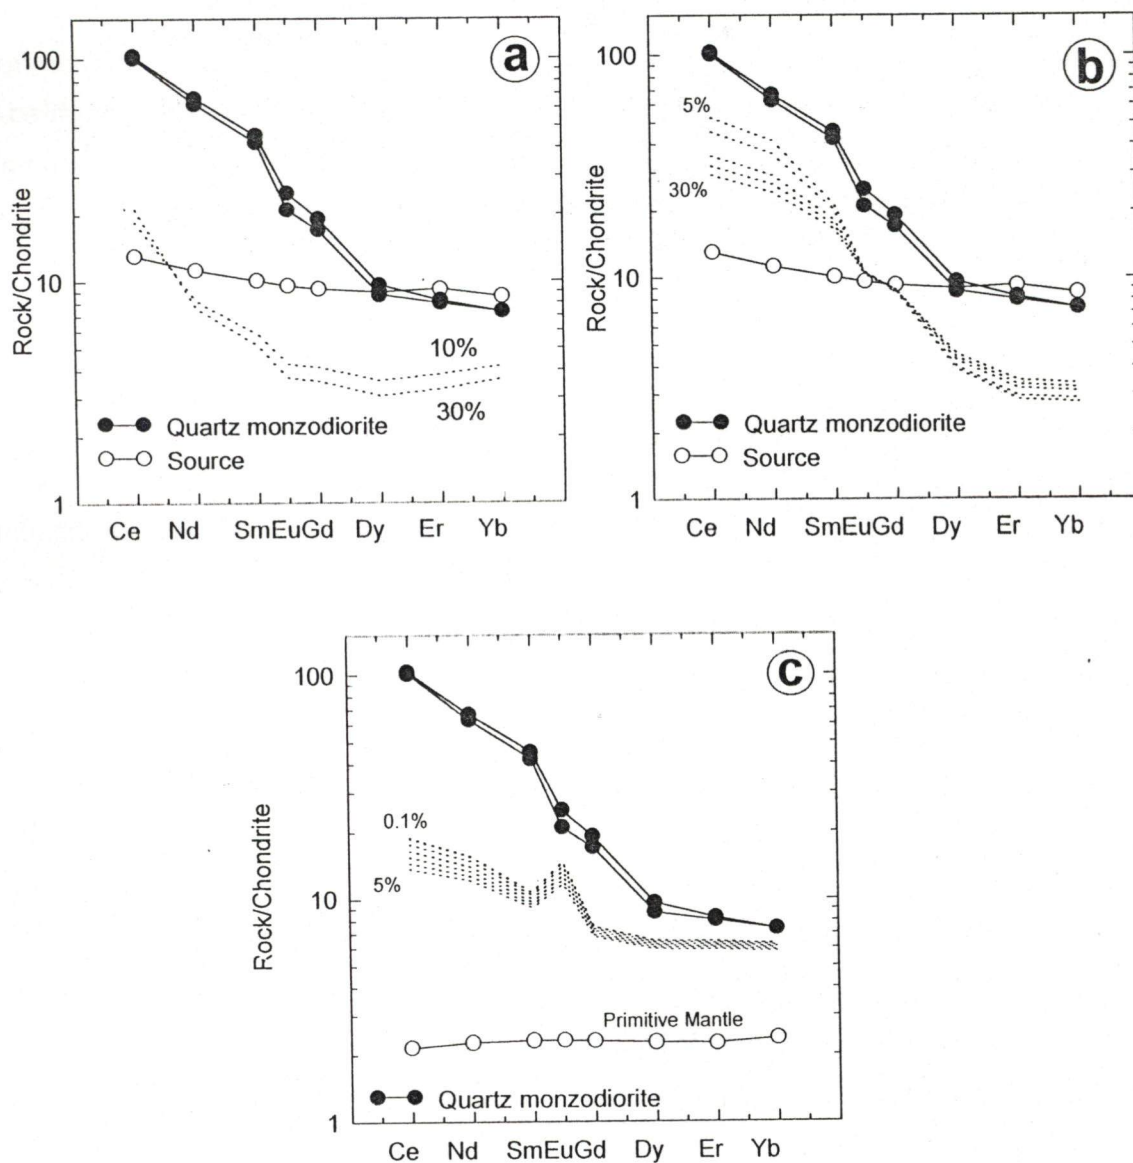 a
100
10
1
Rock/Chondrite
10%
30%
Quartz monzodiorite
Source
Ce Nd SmEuGd Dy Er Yb
b
100
10
1
Rock/Chondrite
5%
30%
Quartz monzodiorite
Source
Ce Nd SmEuGd Dy Er Yb
c
100
10
1
Rock/Chondrite
0.1%
5%
Primitive Mantle
Quartz monzodiorite
Ce Nd SmEuGd Dy Er Yb